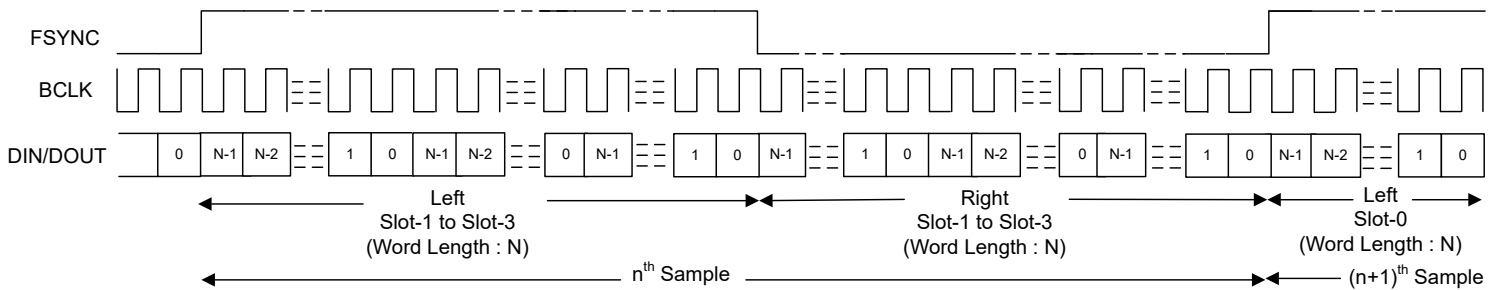 FSYNC
BCLK
DIN/DOUT
0 N-1 N-2 1 0 N-1 N-2 0 N-1 1 0 N-1 1 0 N-1 N-2 0 N-1 1 0 N-1 N-2 1 0
Left
Slot-1 to Slot-3
(Word Length : N)
Right
Slot-1 to Slot-3
(Word Length : N)
Left
Slot-0
(Word Length : N)
nth Sample
(n+1)th Sample